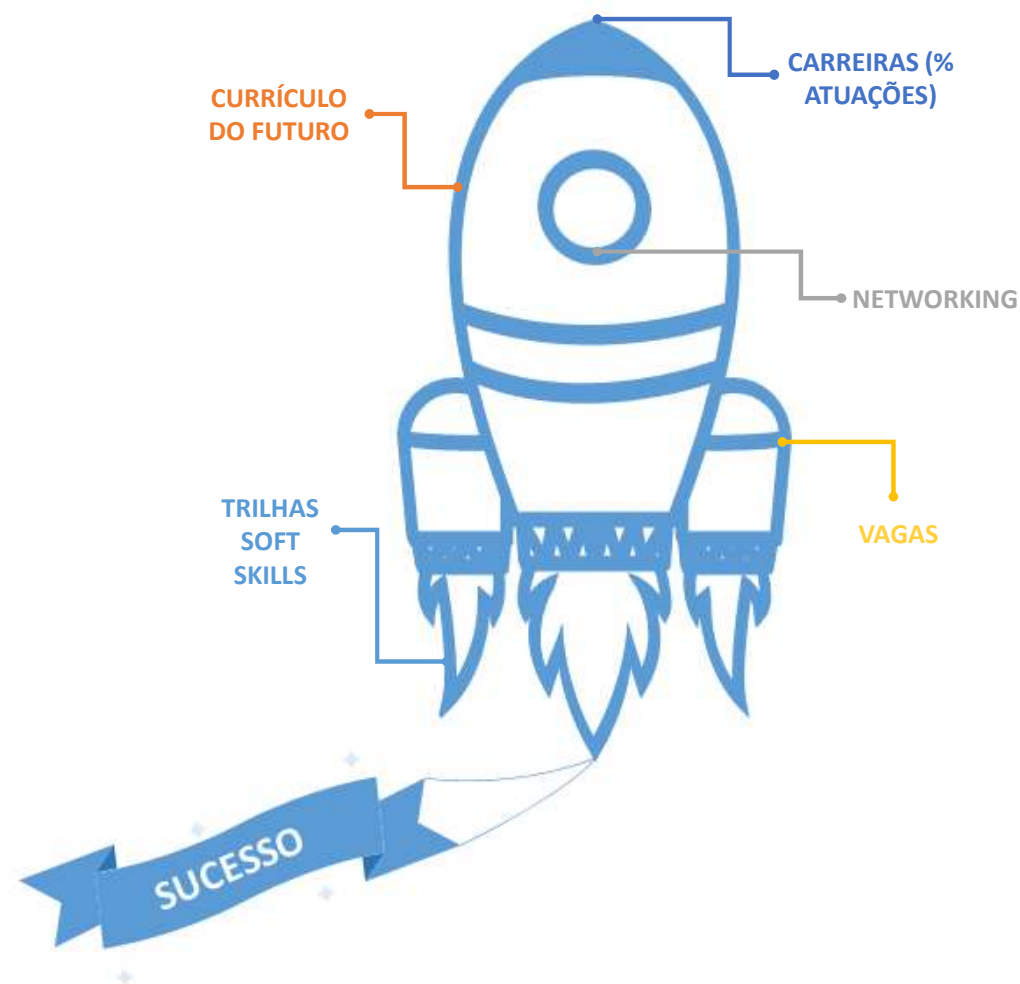 CARREIRAS (%
ATUAÇÕES)
CURRÍCULO
DO FUTURO
NETWORKING
TRILHAS
SOFT
SKILLS
VAGAS
SUCESSO